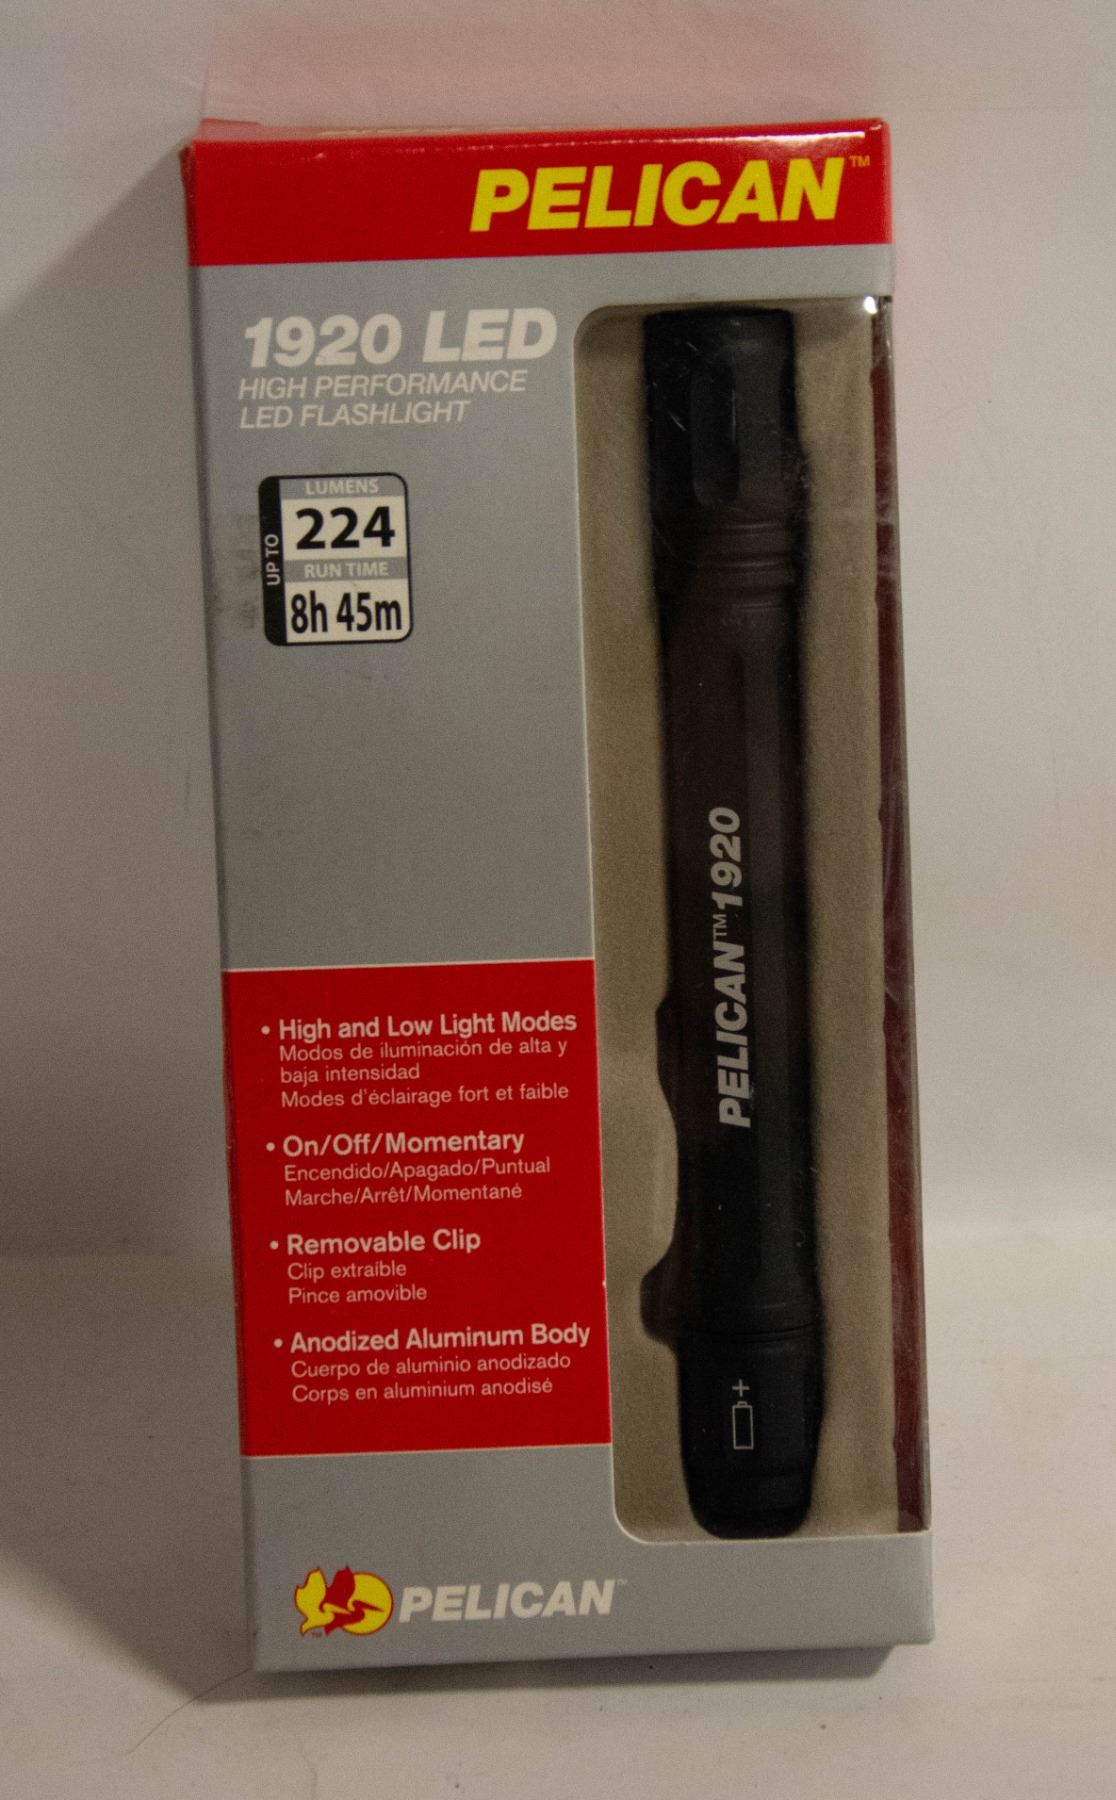 PELICAN™
1920 LED
HIGH PERFORMANCE
LED FLASHLIGHT
UP TO
LUMENS
224
RUN TIME
8h 45m
PELICAN™1920
• High and Low Light Modes
Modos de iluminación de alta y
baja intensidad
Modes d'éclairage fort et faible
• On/Off/Momentary
Encendido/Apagado/Puntual
Marche/Arrêt/Momentané
• Removable Clip
Clip extraíble
Pince amovible
• Anodized Aluminum Body
Cuerpo de aluminio anodizado
Corps en aluminium anodisé
+
TM
PELICAN™